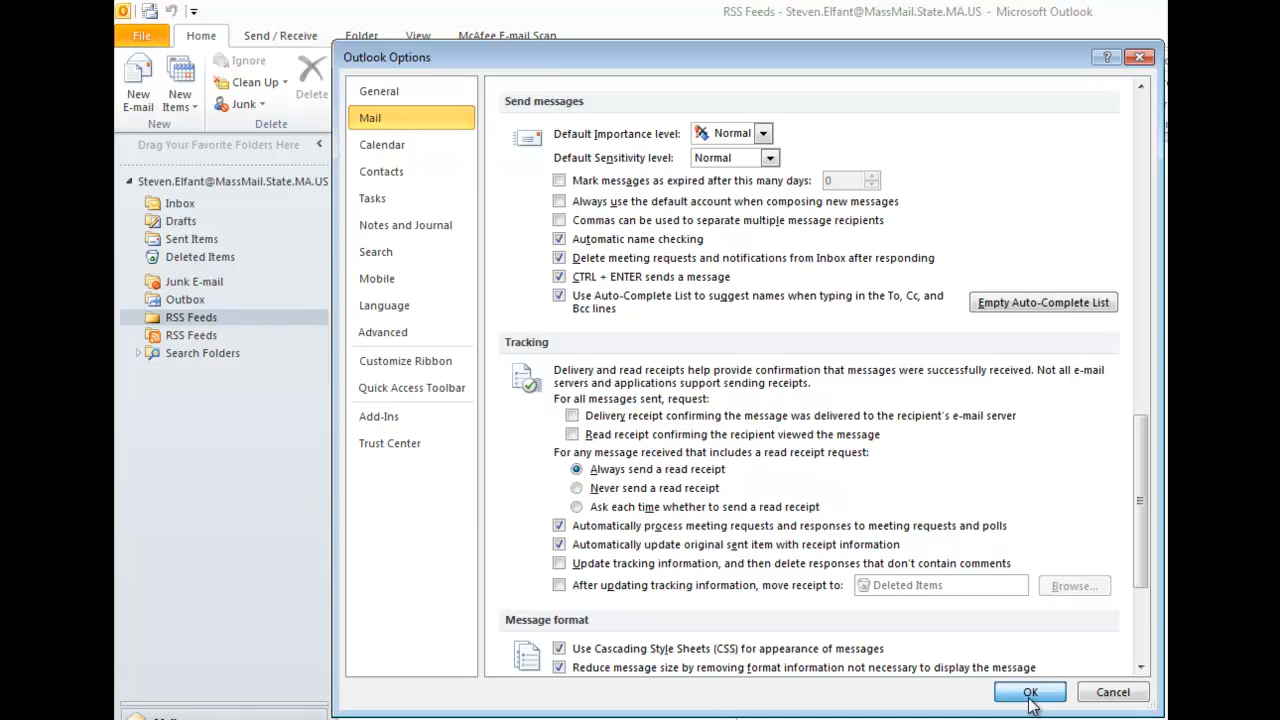 RSS Feeds - Steven.Elfant@MassMail.State.MA.US - Microsoft Outlook
File Home Send / Receive Folder View McAfee E-mail Scan
New E-mail
New Items
Ignore
Clean Up
Junk
Delete
New Delete
Drag Your Favorite Folders Here
Steven.Elfant@MassMail.State.MA.US
Inbox
Drafts
Sent Items
Deleted Items
Junk E-mail
Outbox
RSS Feeds
RSS Feeds
Search Folders
Outlook Options
General
Mail
Calendar
Contacts
Tasks
Notes and Journal
Search
Mobile
Language
Advanced
Customize Ribbon
Quick Access Toolbar
Add-Ins
Trust Center
Send messages
Default Importance level: Normal
Default Sensitivity level: Normal
Mark messages as expired after this many days: 0
Always use the default account when composing new messages
Commas can be used to separate multiple message recipients
Automatic name checking
Delete meeting requests and notifications from Inbox after responding
CTRL + ENTER sends a message
Use Auto-Complete List to suggest names when typing in the To, Cc, and
Bcc lines
Empty Auto-Complete List
Tracking
Delivery and read receipts help provide confirmation that messages were successfully received. Not all e-mail
servers and applications support sending receipts.
For all messages sent, request:
Delivery receipt confirming the message was delivered to the recipient's e-mail server
Read receipt confirming the recipient viewed the message
For any message received that includes a read receipt request:
Always send a read receipt
Never send a read receipt
Ask each time whether to send a read receipt
Automatically process meeting requests and responses to meeting requests and polls
Automatically update original sent item with receipt information
Update tracking information, and then delete responses that don't contain comments
After updating tracking information, move receipt to: Deleted Items Browse...
Message format
Use Cascading Style Sheets (CSS) for appearance of messages
Reduce message size by removing format information not necessary to display the message
OK Cancel